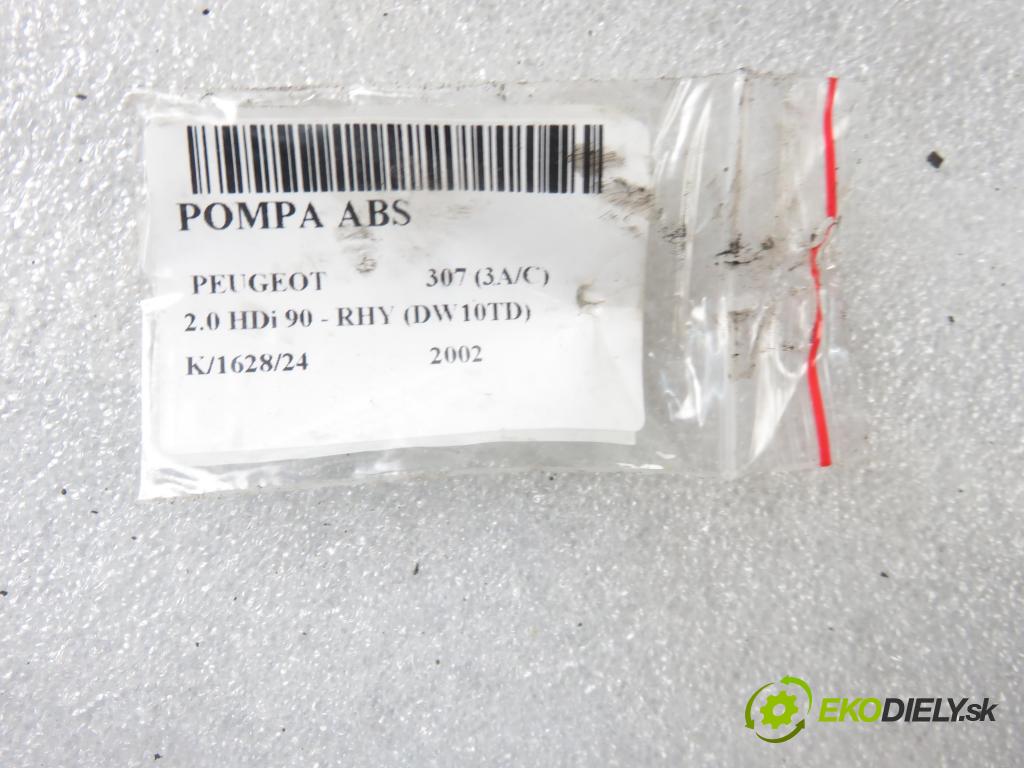 POMPA ABS
PEUGEOT 307 (3A/C)
2.0 HDi 90 - RHY (DW10TD)
K/1628/24 2002
EKODIELY.sk